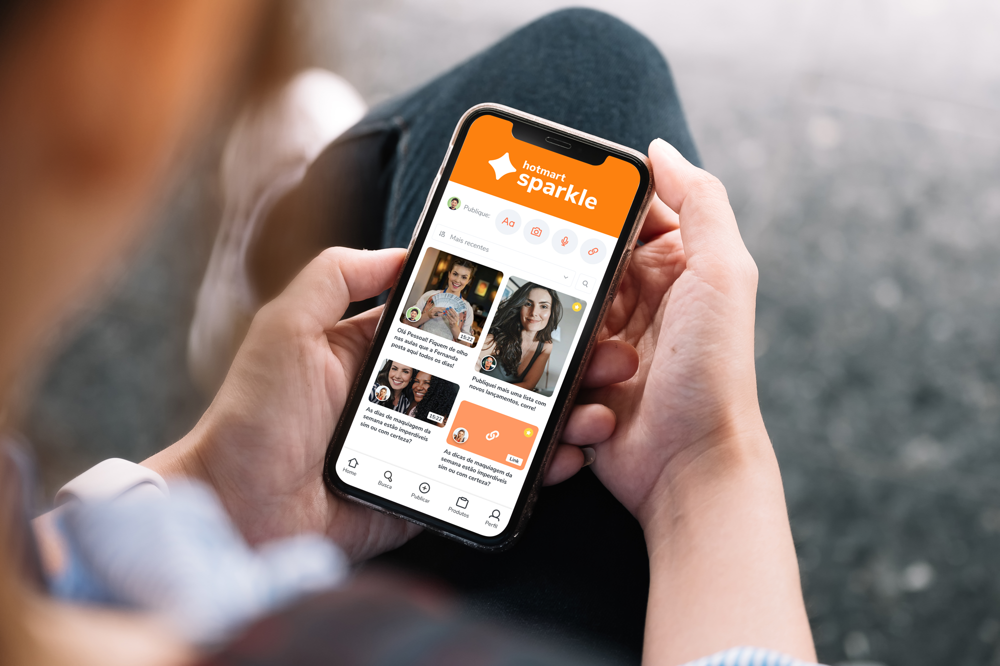 hotmart
sparkle
Publique:
Aa
Mais recentes
15:22
Olá Pessoal! Fiquem de olho
nas aulas que a Fernanda
posta aqui todos os dias!
Publiquei mais uma lista com
novos lançamentos, corre!
15:22
As dias de maquiagem da
semana estão imperdíveis
sim ou com certeza?
Link
As dicas de maquiagem da
semana estão imperdíveis
sim ou com certeza?
Home
Busca
Publicar
Produtos
Perfil